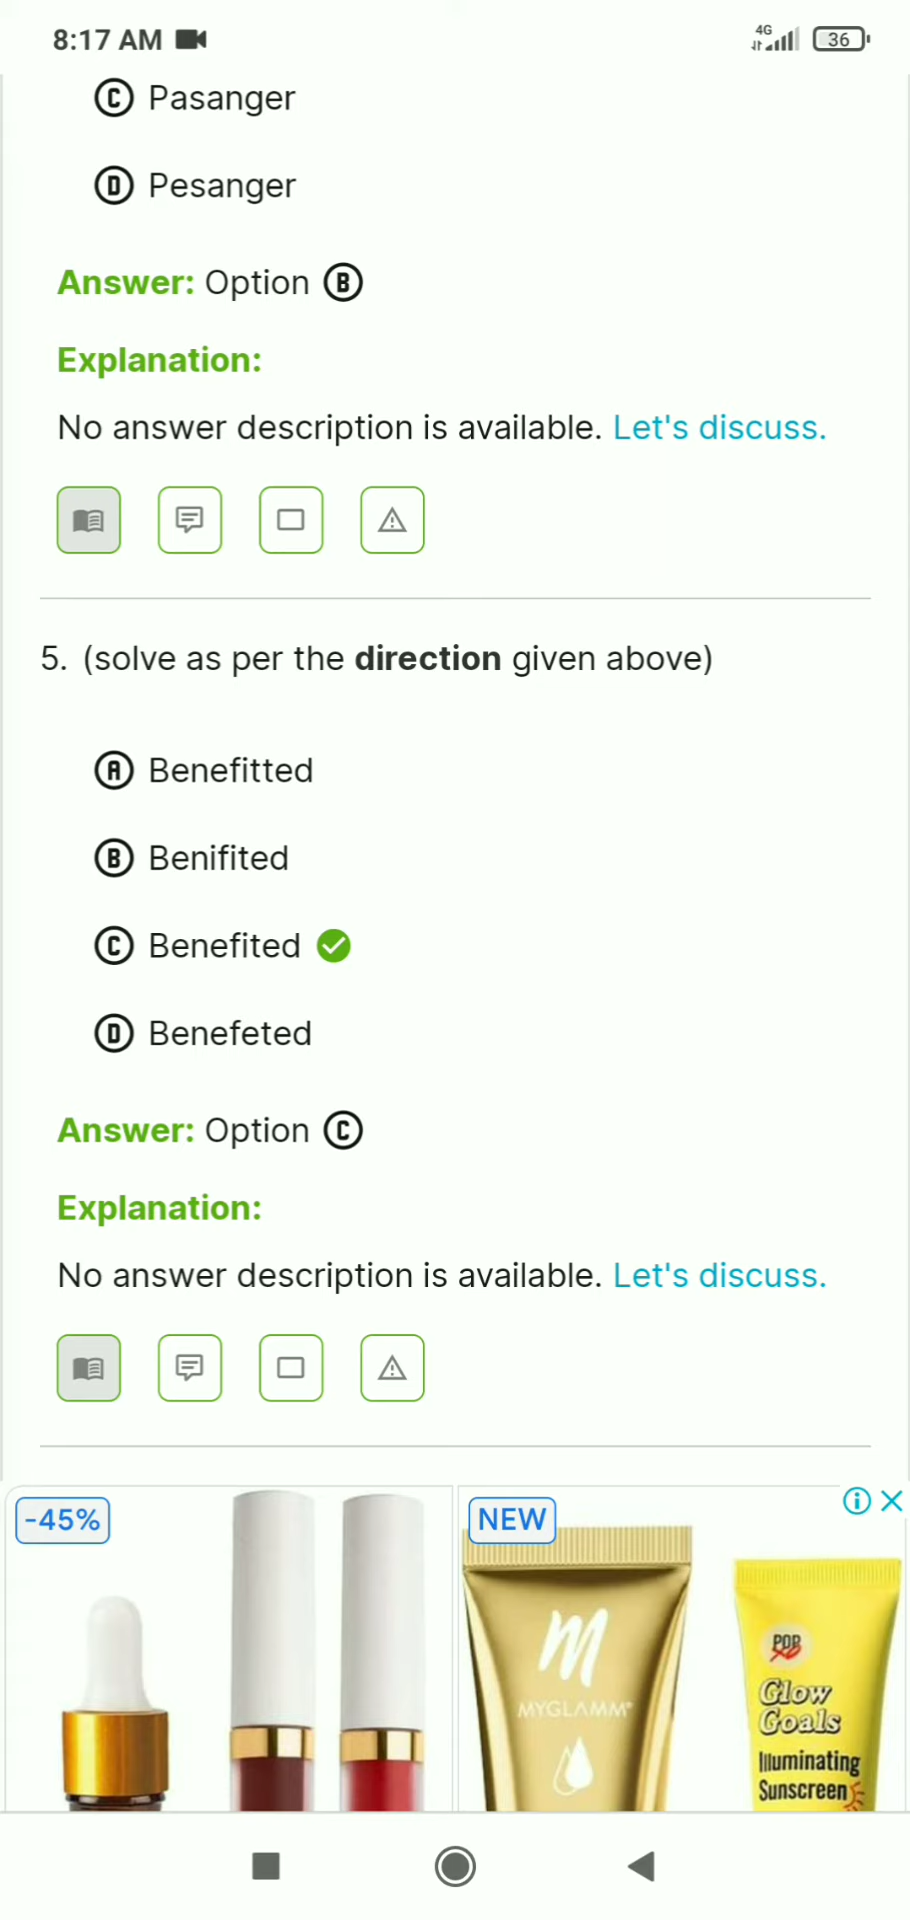 8:17 AM
4G
36
C Pasanger
D Pesanger
Answer: Option B
Explanation:
No answer description is available. Let's discuss.
5. (solve as per the direction given above)
A Benefitted
B Benifited
C Benefited
D Benefeted
Answer: Option C
Explanation:
No answer description is available. Let's discuss.
-45%
NEW
m
MYGLAMM
POP
xo
Glow
Goals
Illuminating
Sunscreen